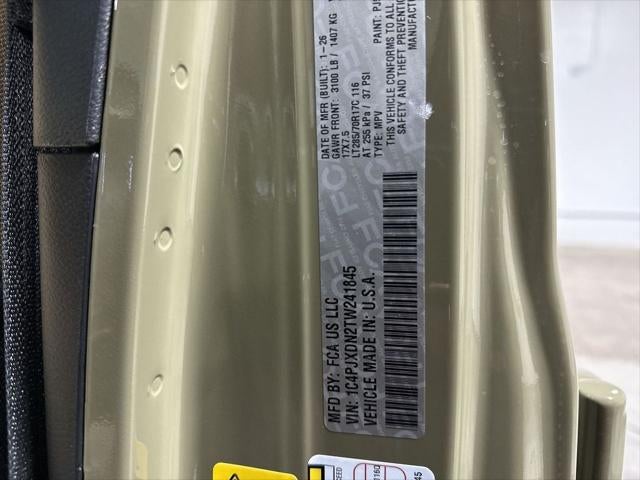 MFD BY: FCA US LLC
DATE OF MFR (BUILT): 1-26
GAWR FRONT: 3100 LB / 1407 KG
17X7.5
LT285/70R17C 116
AT 255 kPa / 37 PSI
TYPE: MPV
PAINT:
THIS VEHICLE CONFORMS TO ALL
SAFETY AND THEFT PREVENTION
VIN: 1C4PJXDN2TW241845
VEHICLE MADE IN: U.S.A.